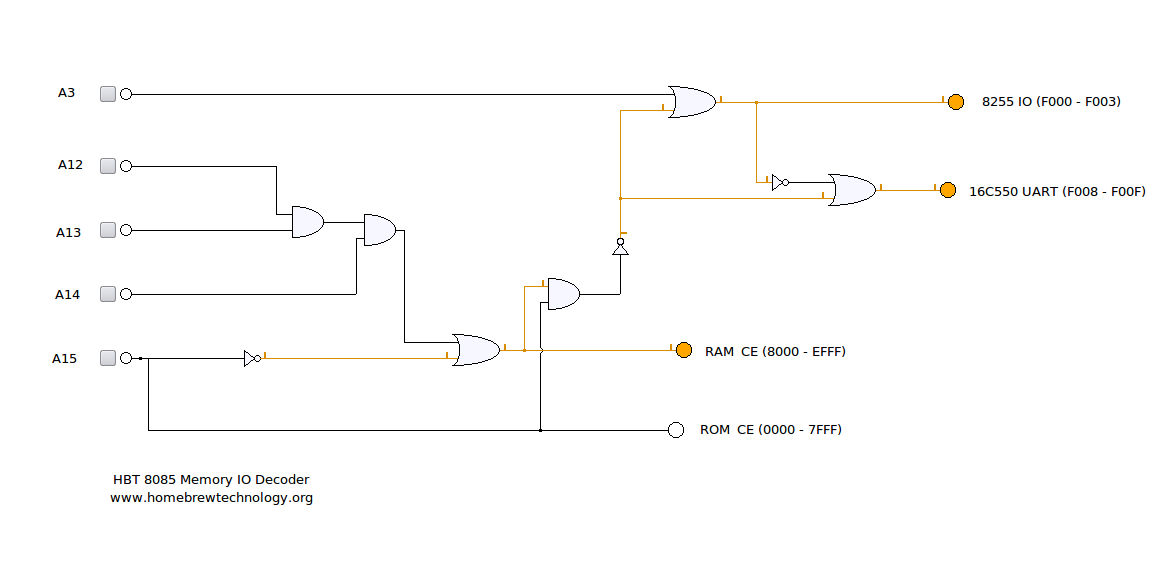 A3
8255 IO (F000 - F003)
A12
16C550 UART (F008 - F00F)
A13
A14
A15
RAM CE (8000 - EFFF)
ROM CE (0000 - 7FFF)
HBT 8085 Memory IO Decoder
www.homebrewtechnology.org